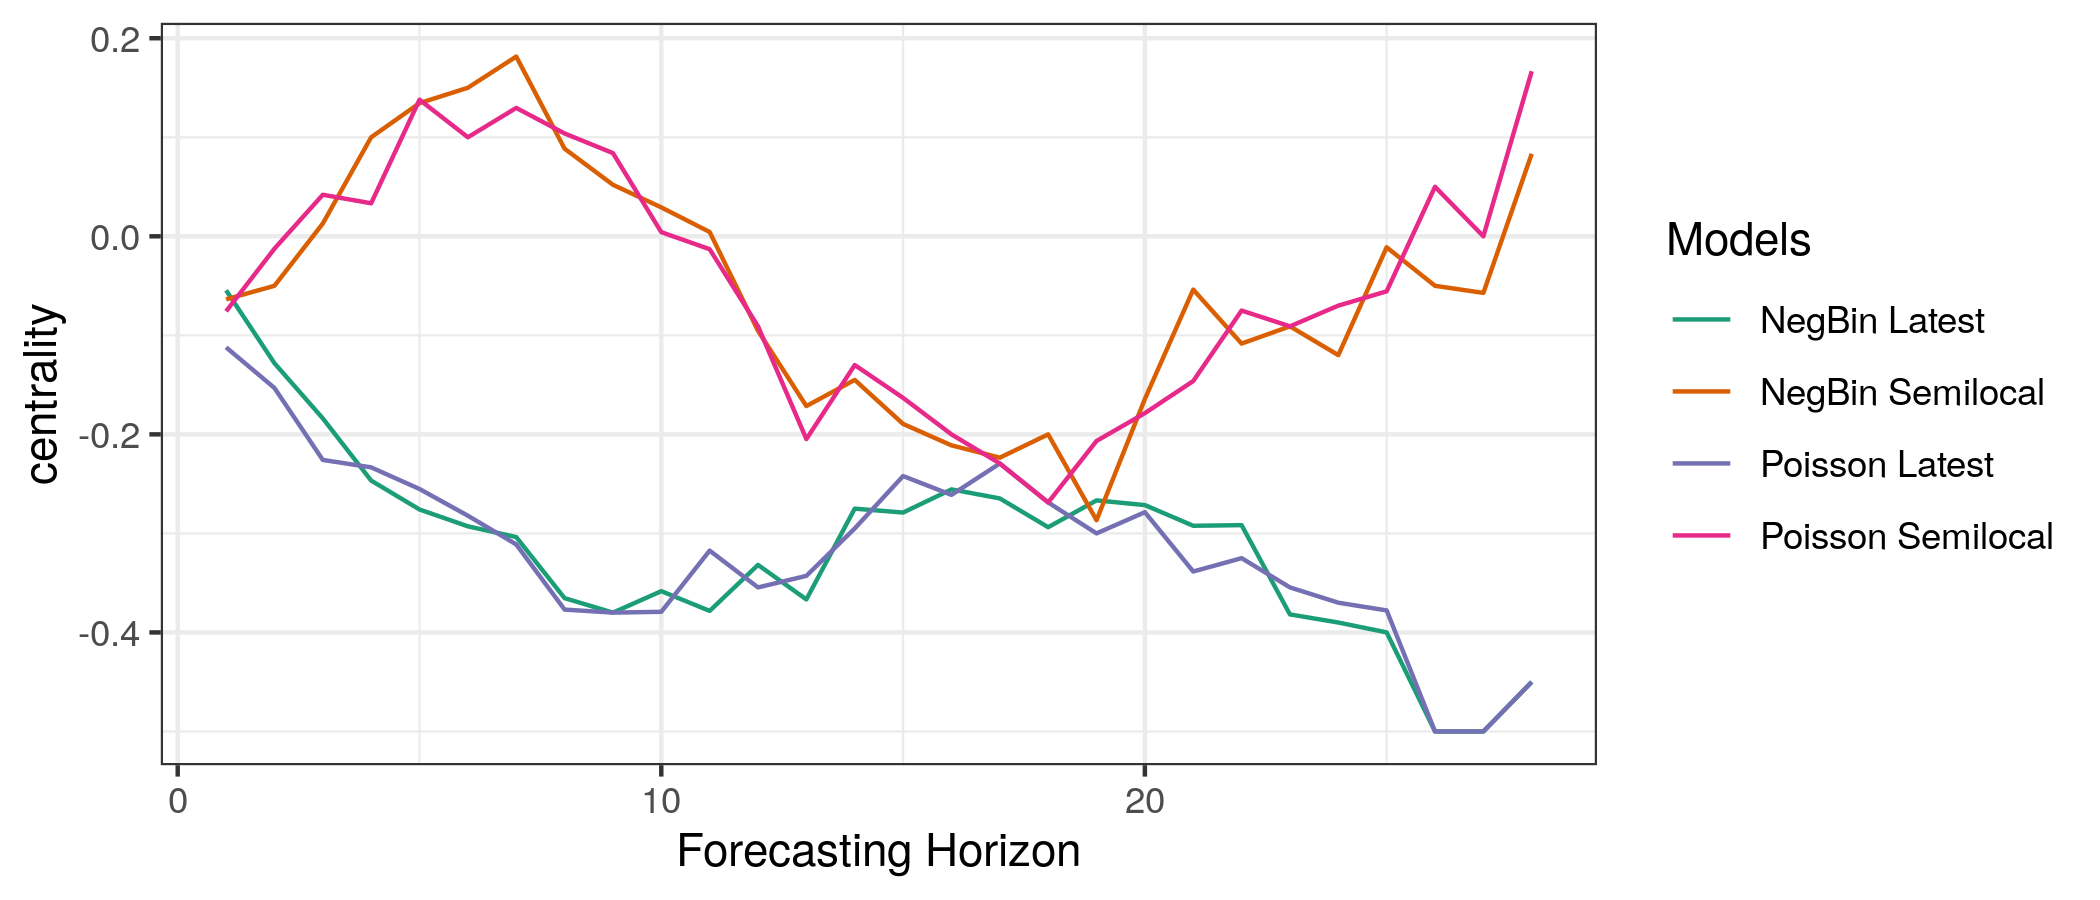 0.2
0.0
-0.2
-0.4
centrality
0
10
20
Forecasting Horizon
Models
NegBin Latest
NegBin Semilocal
Poisson Latest
Poisson Semilocal